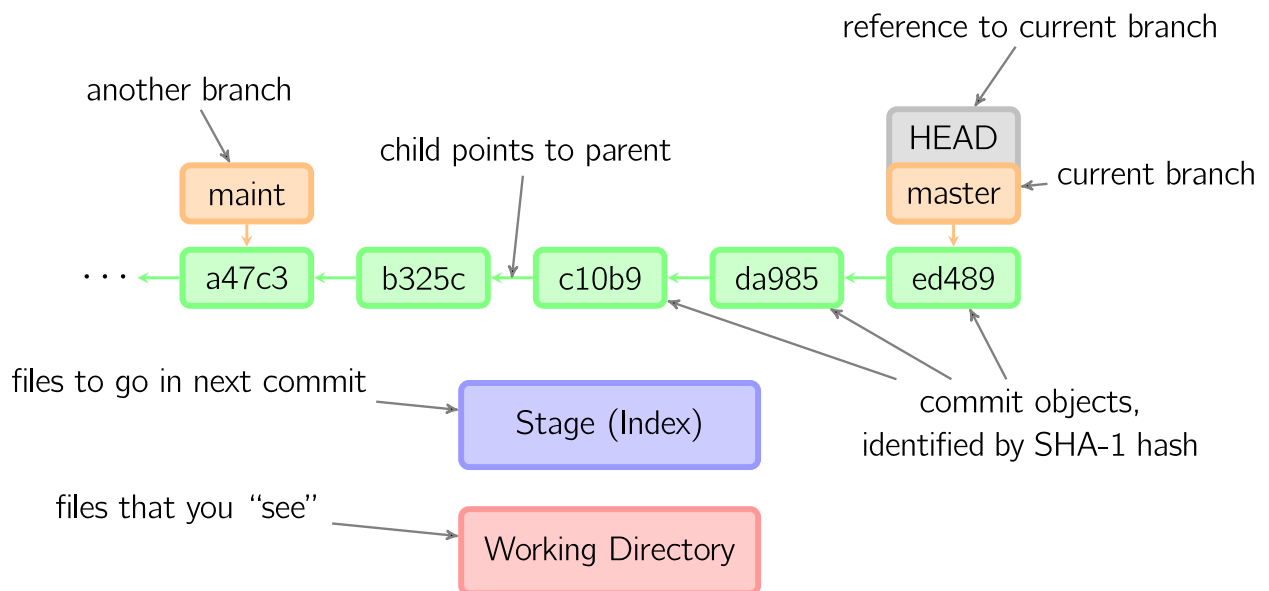 reference to current branch
another branch
HEAD
child points to parent
maint
master
current branch
··· a47c3 b325c c10b9 da985 ed489
files to go in next commit
Stage (Index)
commit objects,
identified by SHA-1 hash
files that you “see”
Working Directory